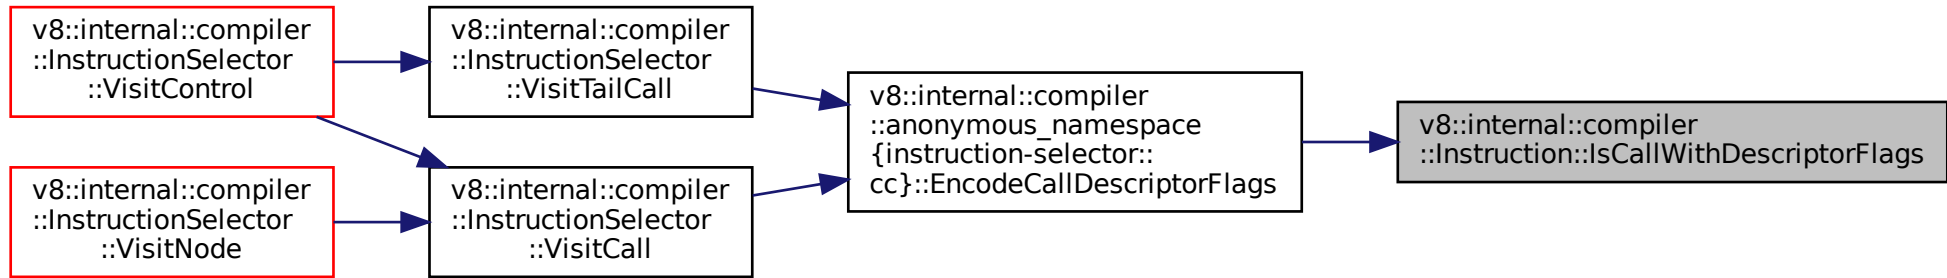 v8::internal::compiler
::InstructionSelector
::VisitControl
v8::internal::compiler
::InstructionSelector
::VisitTailCall
v8::internal::compiler
::InstructionSelector
::VisitNode
v8::internal::compiler
::InstructionSelector
::VisitCall
v8::internal::compiler
::anonymous_namespace
{instruction-selector::
cc}::EncodeCallDescriptorFlags
v8::internal::compiler
::Instruction::IsCallWithDescriptorFlags